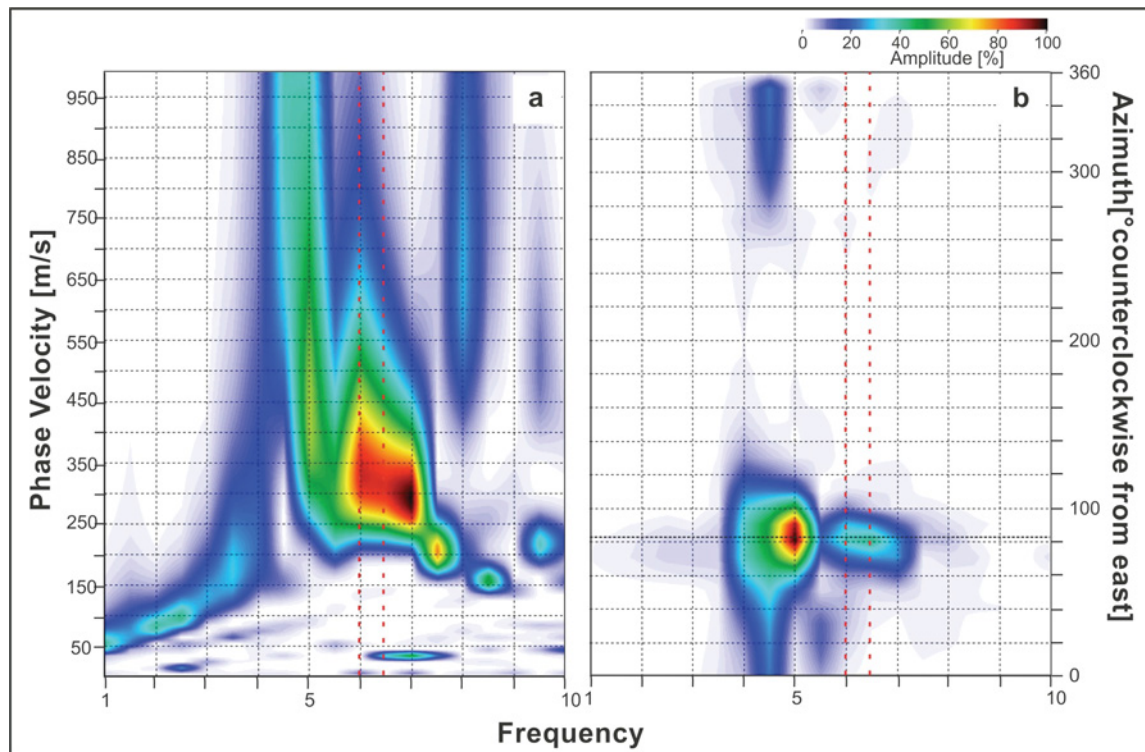 0 20 40 60 80 100
Amplitude [%]
a
b
950
850
750
650
550
450
350
250
150
50
Phase Velocity [m/s]
360
300
200
100
0
Azimuth[°counterclockwise from east]
1 5 10
1 5 10
Frequency